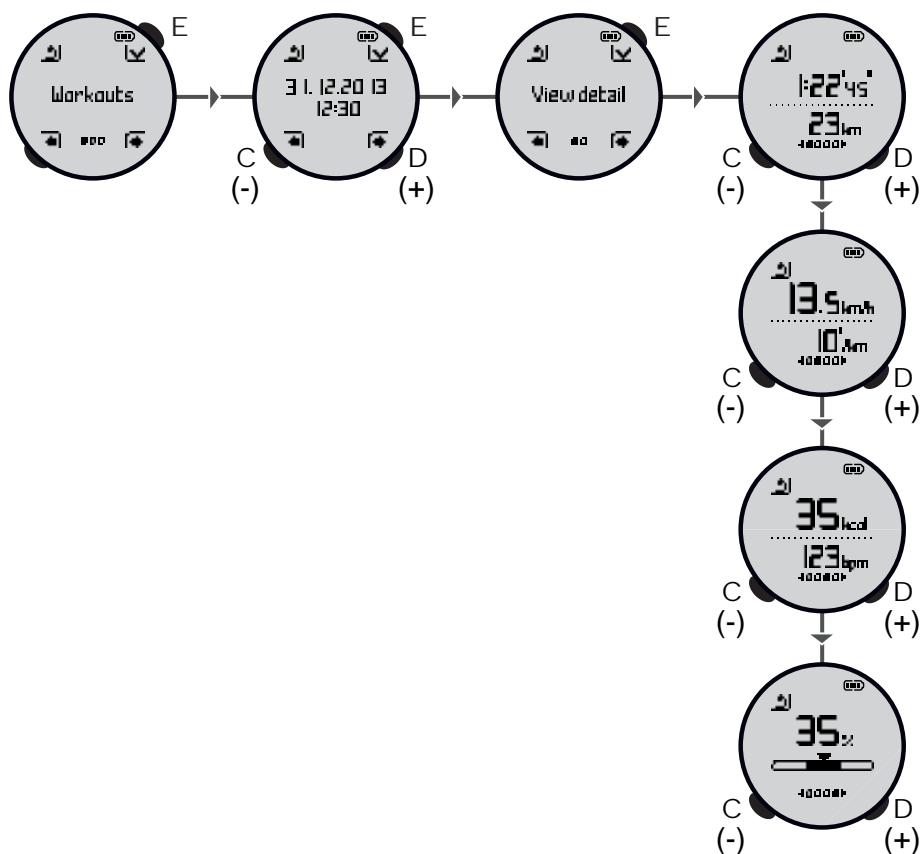 E
Workouts
E
31.12.2013
12:30
C
(-)
D
(+)
E
View detail
1:22'45"
23km
C
(-)
D
(+)
13.5km/h
10'/km
C
(-)
D
(+)
35kcal
123bpm
C
(-)
D
(+)
35%
C
(-)
D
(+)